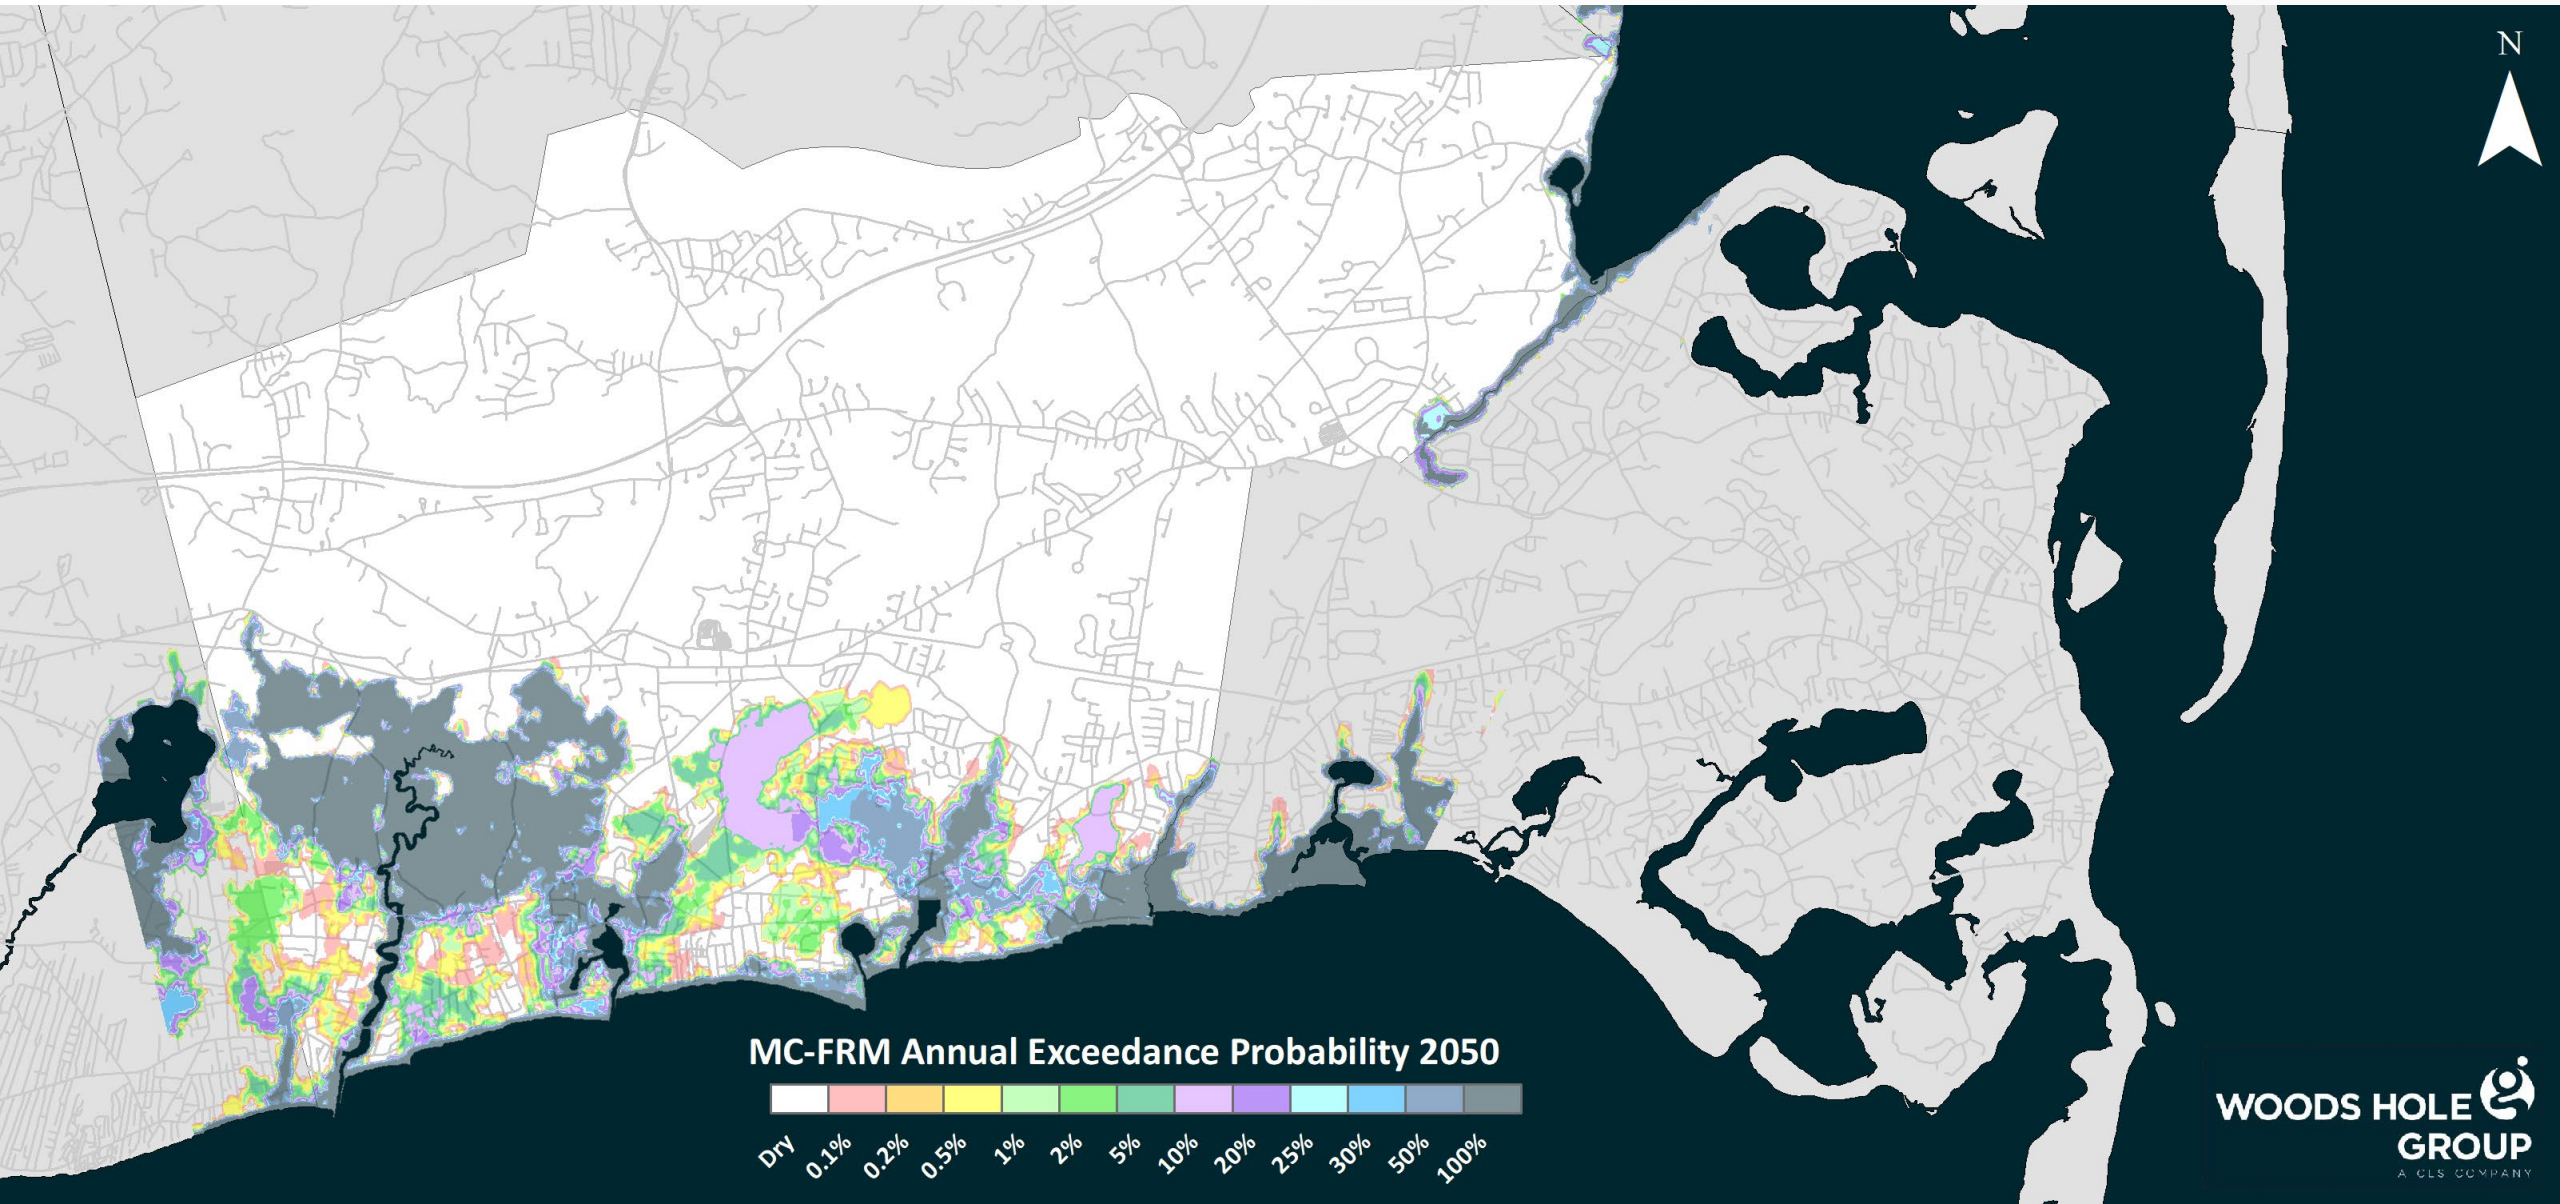 N
MC-FRM Annual Exceedance Probability 2050
Dry 0.1% 0.2% 0.5% 1% 2% 5% 10% 20% 25% 30% 50% 100%
WOODS HOLE
GROUP
A CLS COMPANY